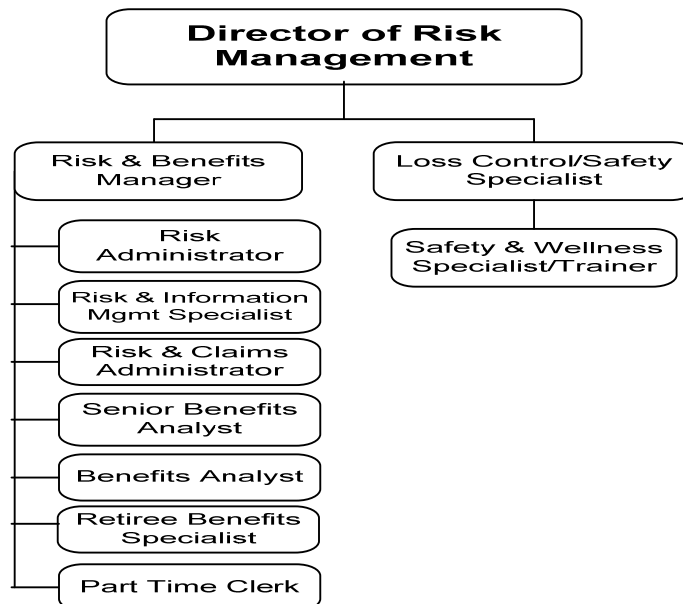 Director of Risk
Management
Risk & Benefits
Manager
Loss Control/Safety
Specialist
Risk
Administrator
Safety & Wellness
Specialist/Trainer
Risk & Information
Mgmt Specialist
Risk & Claims
Administrator
Senior Benefits
Analyst
Benefits Analyst
Retiree Benefits
Specialist
Part Time Clerk